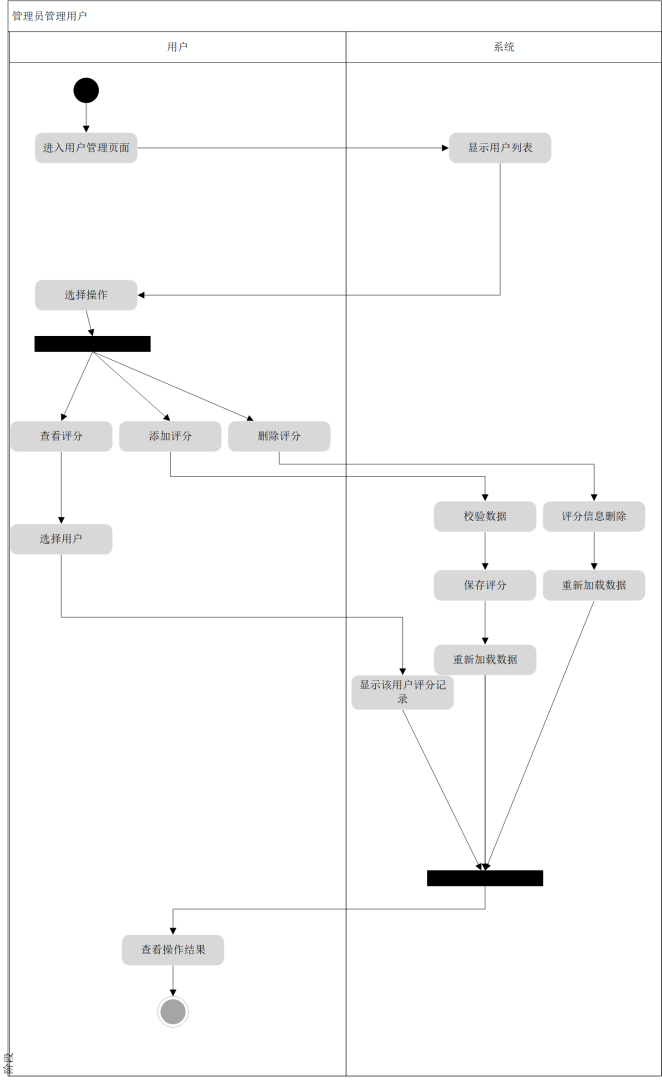 管理员管理用户
用户
系统
进入用户管理页面
显示用户列表
选择操作
查看评分
添加评分
删除评分
校验数据
评分信息删除
选择用户
保存评分
重新加载数据
重新加载数据
显示该用户评分记
录
查看操作结果
阶段